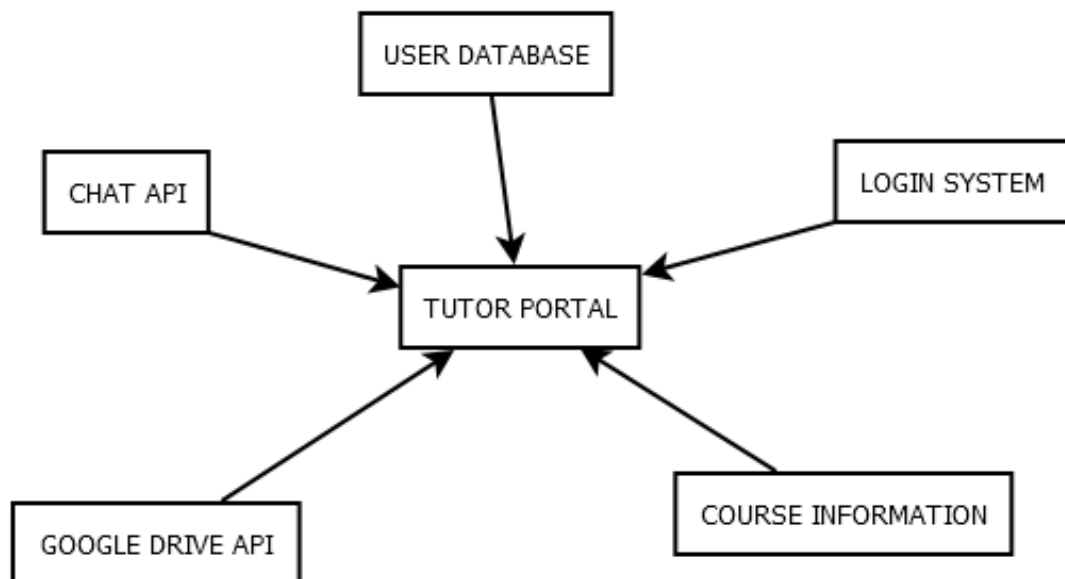 USER DATABASE
CHAT API
LOGIN SYSTEM
TUTOR PORTAL
GOOGLE DRIVE API
COURSE INFORMATION